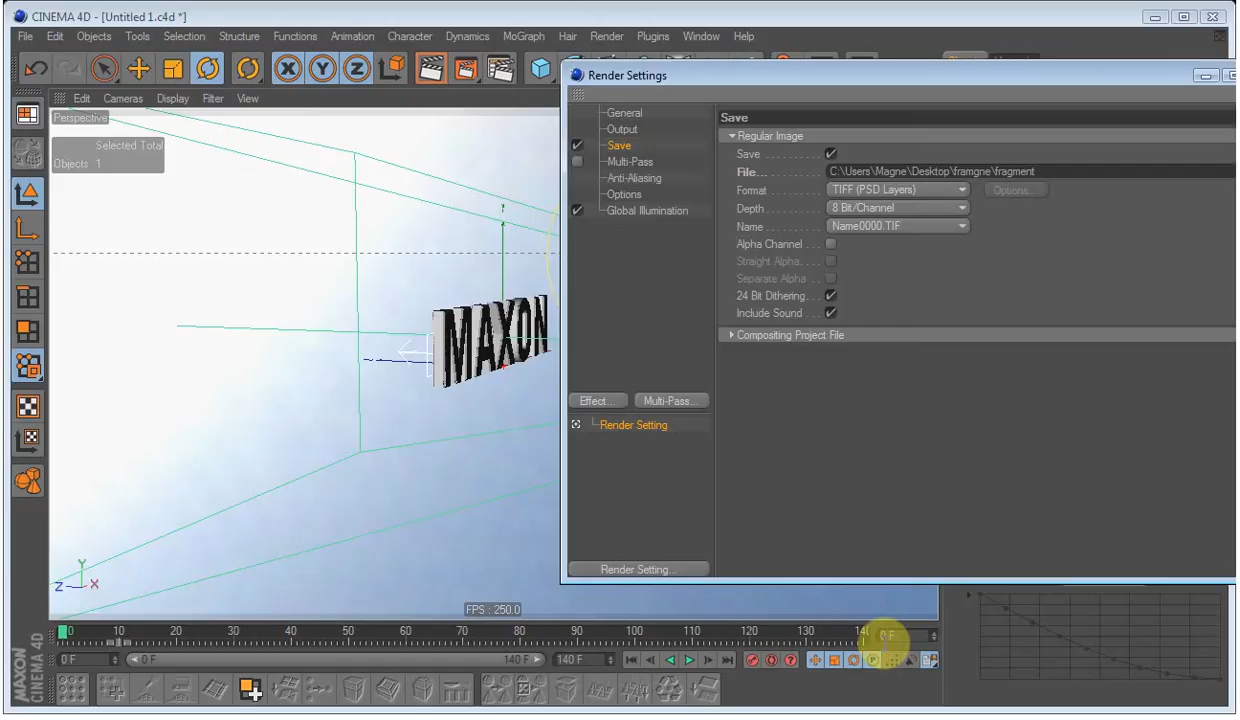 CINEMA 4D - [Untitled 1.c4d *]
File Edit Objects Tools Selection Structure Functions Animation Character Dynamics MoGraph Hair Render Plugins Window Help
Render Settings
Edit Cameras Display Filter View
Perspective
Selected Total
Objects 1
General
Output
Save
Multi-Pass
Anti-Aliasing
Options
Global Illumination
Effect...
Multi-Pass...
Render Setting
Render Setting...
Save
Regular Image
Save
File... C:\Users\Magne\Desktop\framgne\fragment
Format TIFF (PSD Layers) Options...
Depth 8 Bit/Channel
Name Name0000.TIF
Alpha Channel
Straight Alpha
Separate Alpha
24 Bit Dithering
Include Sound
Compositing Project File
MAXON
Y
Z X
FPS : 250.0
0 10 20 30 40 50 60 70 80 90 100 110 120 130 14 0 F
0 F 0 F 140 F 140 F
MAXON
CINEMA 4D